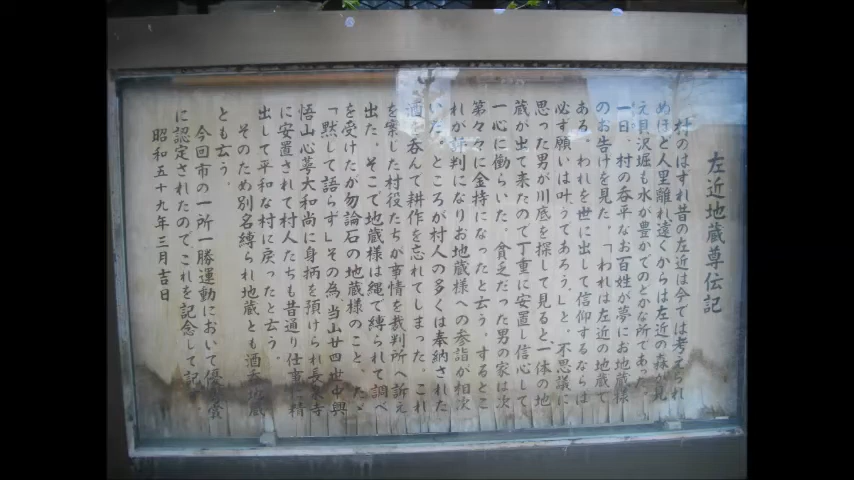 左近地蔵尊伝記
村のはずれ昔の左近は今では考えられ
ぬほど人里離れ遠くからは左近の森が見
え貝沢堀も水が豊かでのどかな所であった。
一日、村の呑平なお百姓が夢にお地蔵様
のお告げを見た。「われは左近の地蔵で
ある、われを世に出して信仰するならば
必ず願いは叶うであろう。」と、不思議に
思った男が川底を探して見ると、一体の地
蔵が出て来たので丁重に安置し信心して
一心に働らいた。貧乏だった男の家は次
第々々に金持になったと云う。するとこ
れが評判になりお地蔵様への参詣が相次
いだ。ところが村人の多くは奉納された
酒を呑んで耕作を忘れてしまった。これ
を案じた村役たちが事情を裁判所へ訴え
出た。そこで地蔵様は縄で縛られて調べ
を受けたが勿論石の地蔵様のこと、たゞ
「黙して語らず」その為、当山廿四世中興
悟山心蕚大和尚に身柄を預けられ長泉寺
に安置されて村人たちも昔通り仕事に精
出して平和な村に戻ったと云う。
そのため別名縛られ地蔵とも酒呑地蔵
とも云う。
今回市の一所一勝運動において優秀賞
に認定されたので、これを記念して記す。
昭和五十九年三月吉日